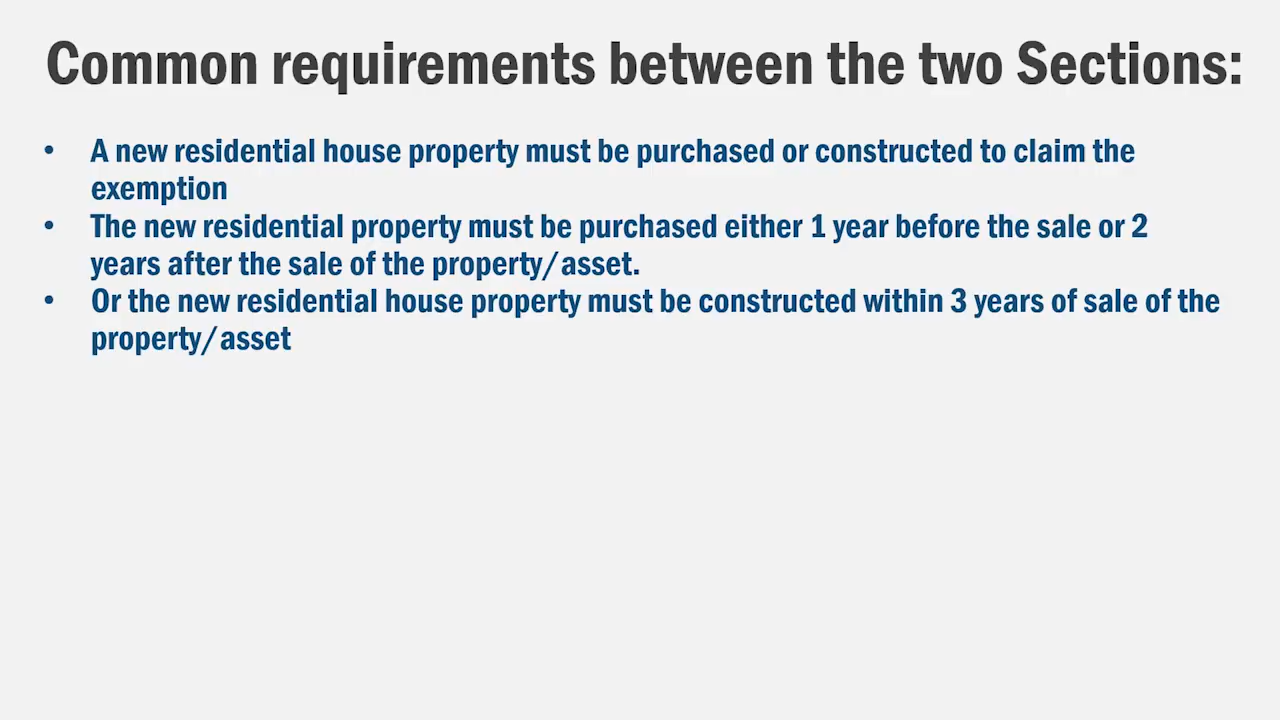 Common requirements between the two Sections:
• A new residential house property must be purchased or constructed to claim the
exemption
• The new residential property must be purchased either 1 year before the sale or 2
years after the sale of the property/asset.
• Or the new residential house property must be constructed within 3 years of sale of the
property/asset